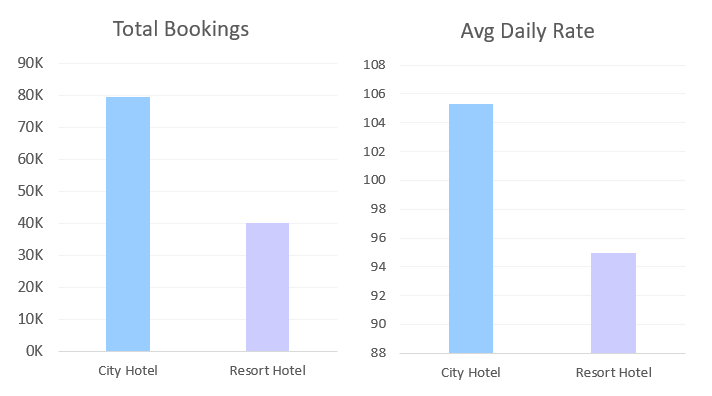 Total Bookings
90K
80K
70K
60K
50K
40K
30K
20K
10K
0K
City Hotel
Resort Hotel
Avg Daily Rate
108
106
104
102
100
98
96
94
92
90
88
City Hotel
Resort Hotel